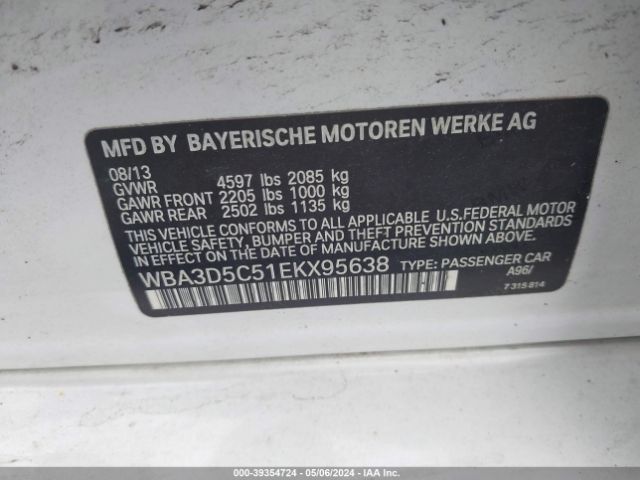 MFD BY BAYERISCHE MOTOREN WERKE AG
08/13
GVWR 4597 lbs 2085 kg
GAWR FRONT 2205 lbs 1000 kg
GAWR REAR 2502 lbs 1135 kg
THIS VEHICLE CONFORMS TO ALL APPLICABLE U.S.FEDERAL MOTOR
VEHICLE SAFETY, BUMPER, AND THEFT PREVENTION STANDARDS
IN EFFECT ON THE DATE OF MANUFACTURE SHOWN ABOVE.
WBA3D5C51EKX95638 TYPE: PASSENGER CAR
A96/
7 315 814
000-39354724 - 05/06/2024 - IAA Inc.